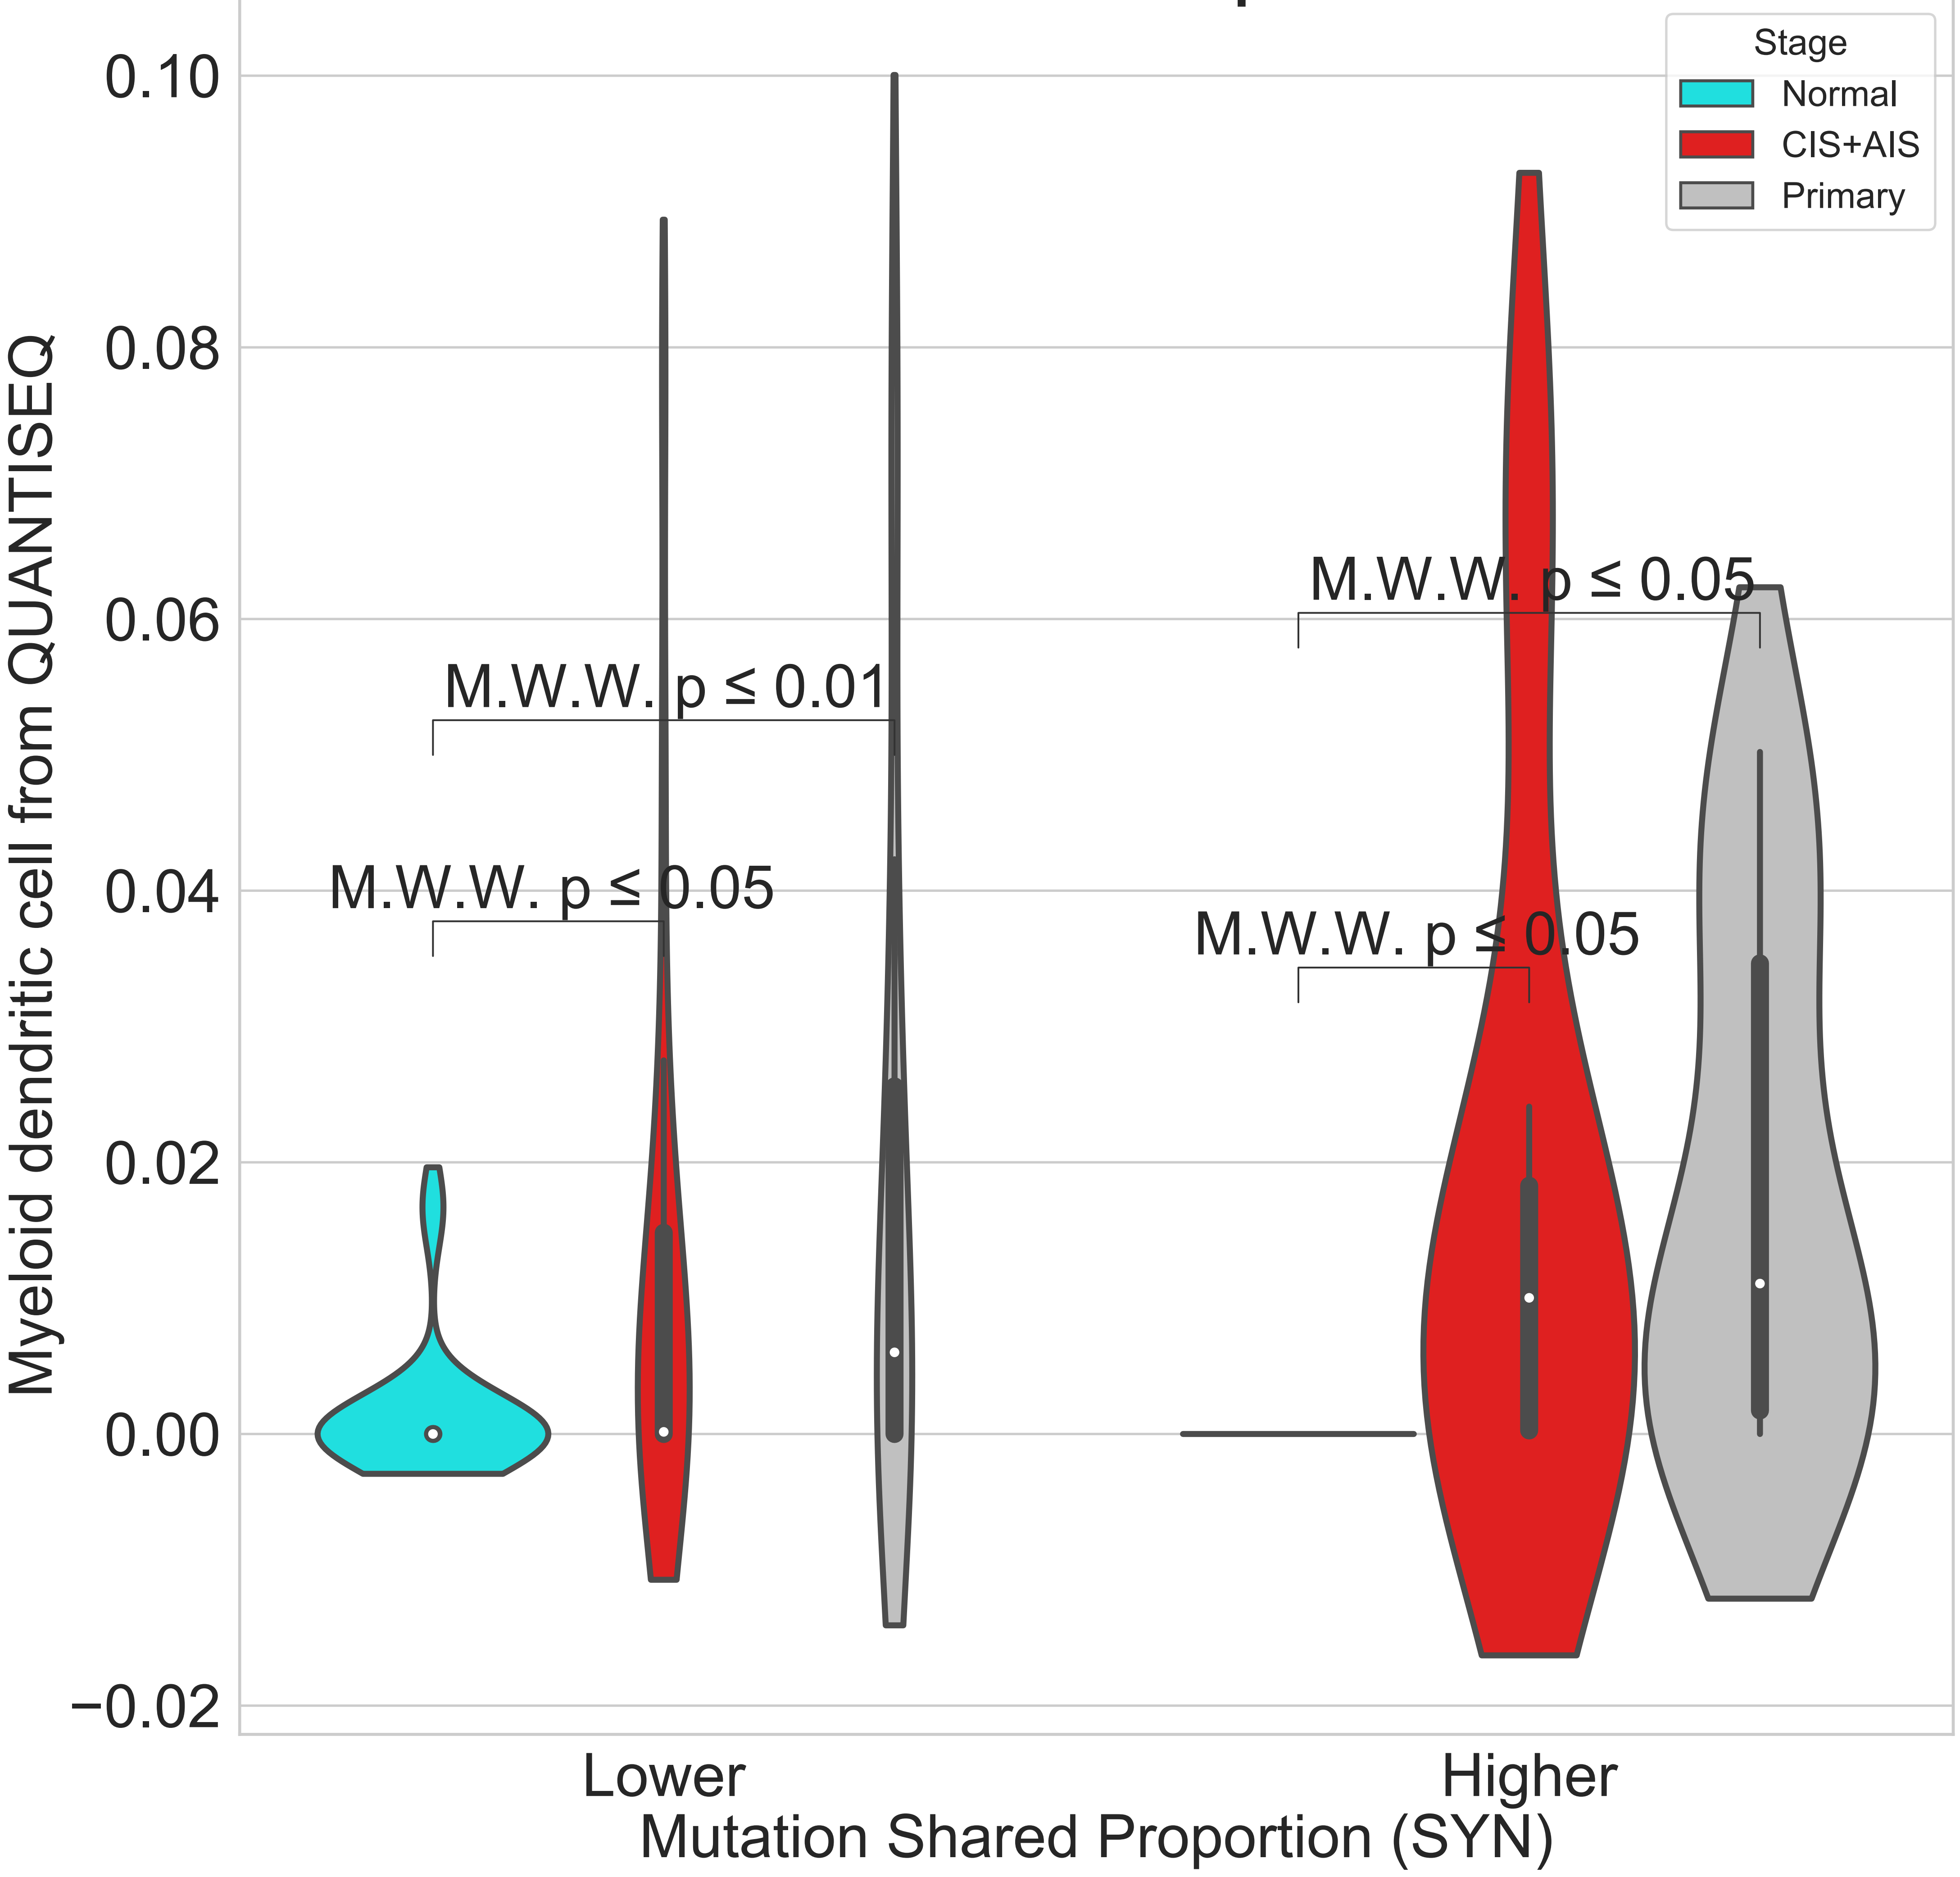 Myeloid dendritic cell from QUANTISEQ
0.10
0.08
0.06
0.04
0.02
0.00
−0.02
Stage
Normal
CIS+AIS
Primary
M.W.W. p ≤ 0.05
M.W.W. p ≤ 0.01
M.W.W. p ≤ 0.05
M.W.W. p ≤ 0.05
Lower
Higher
Mutation Shared Proportion (SYN)